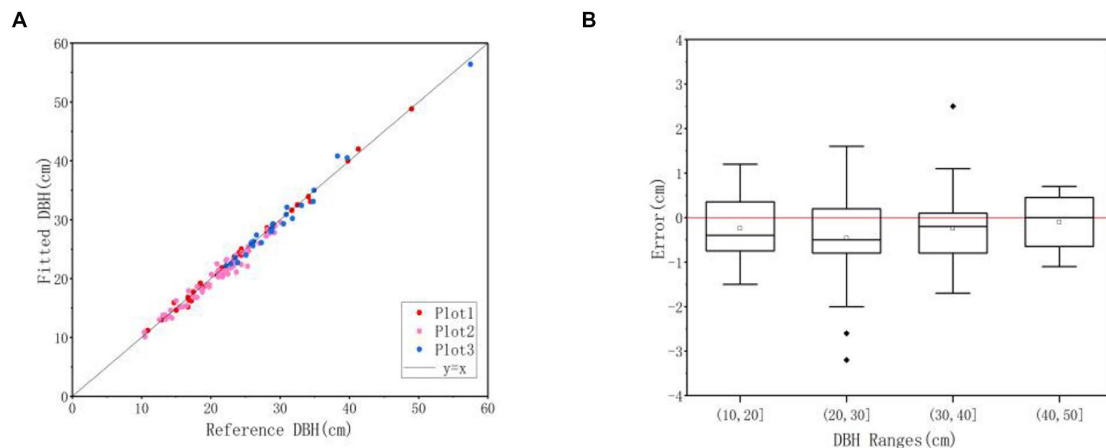 A
60
50
40
30
20
10
0
Fitted DBH(cm)
Plot1
Plot2
Plot3
y=x
0 10 20 30 40 50 60
Reference DBH(cm)
B
4
3
2
1
0
-1
-2
-3
-4
Error(cm)
(10,20] (20,30] (30,40] (40,50]
DBH Ranges(cm)